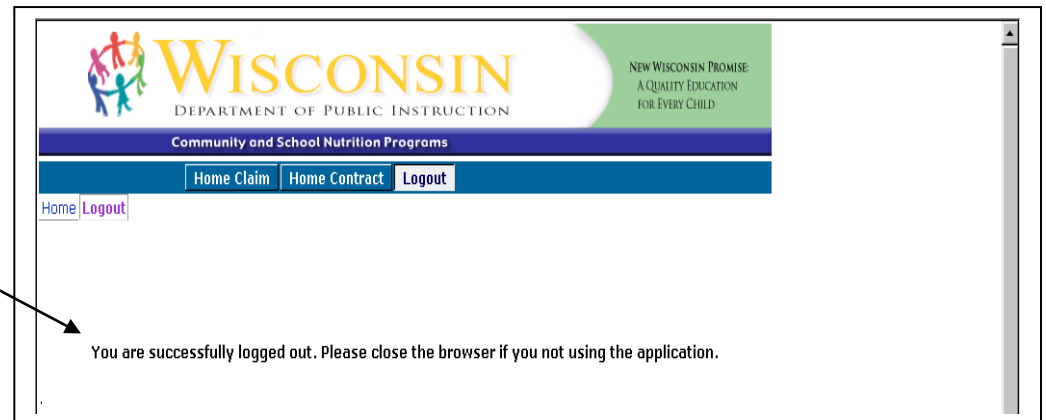 WISCONSIN
DEPARTMENT OF PUBLIC INSTRUCTION
NEW WISCONSIN PROMISE:
A QUALITY EDUCATION
FOR EVERY CHILD
Community and School Nutrition Programs
Home Claim Home Contract Logout
Home Logout
You are successfully logged out. Please close the browser if you not using the application.